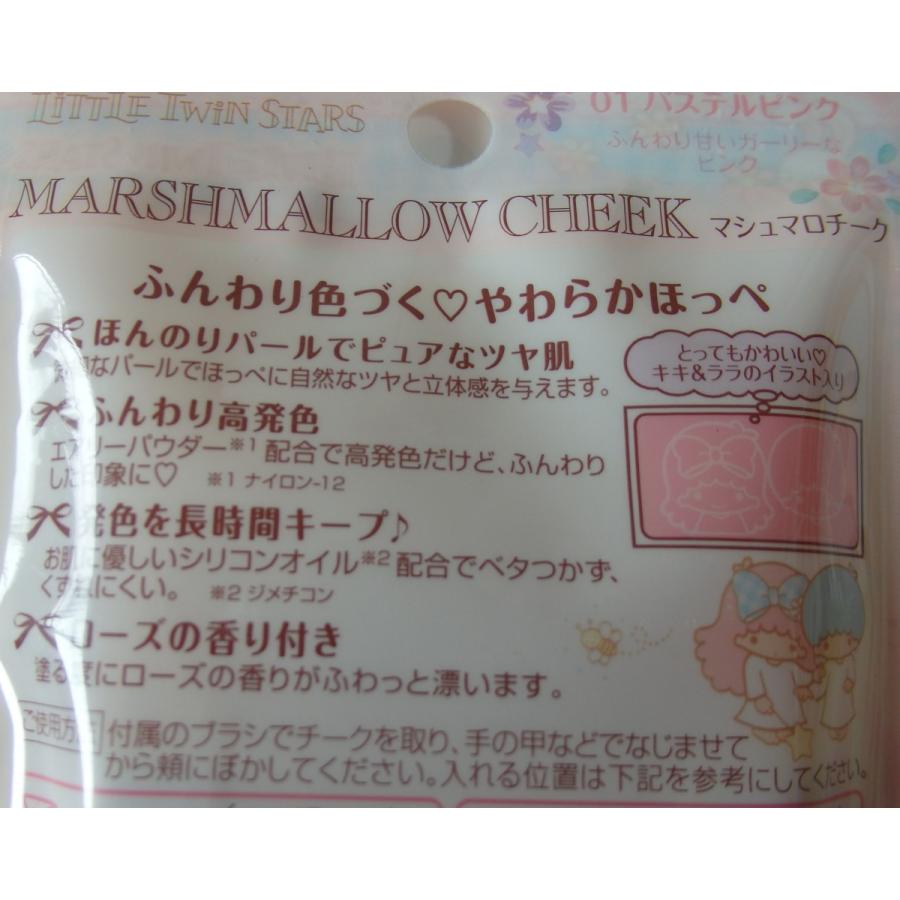 LITTLE TWIN STARS
01 パステルピンク
ふんわり甘いガーリーな
ピンク
MARSHMALLOW CHEEK マシュマロチーク
ふんわり色づく♡やわらかほっぺ
ほんのりパールでピュアなツヤ肌
なパールでほっぺに自然なツヤと立体感を与えます。
とってもかわいい♡
キキ&ララのイラスト入り
ふんわり高発色
エアリーパウダー※1 配合で高発色だけど、ふんわり
した印象に♡ ※1 ナイロン-12
発色を長時間キープ♪
お肌に優しいシリコンオイル※2 配合でベタつかず、
くずれにくい。 ※2 ジメチコン
ローズの香り付き
塗る度にローズの香りがふわっと漂います。
ご使用方法 付属のブラシでチークを取り、手の甲などでなじませて
から頬にぼかしてください。入れる位置は下記を参考にしてください。